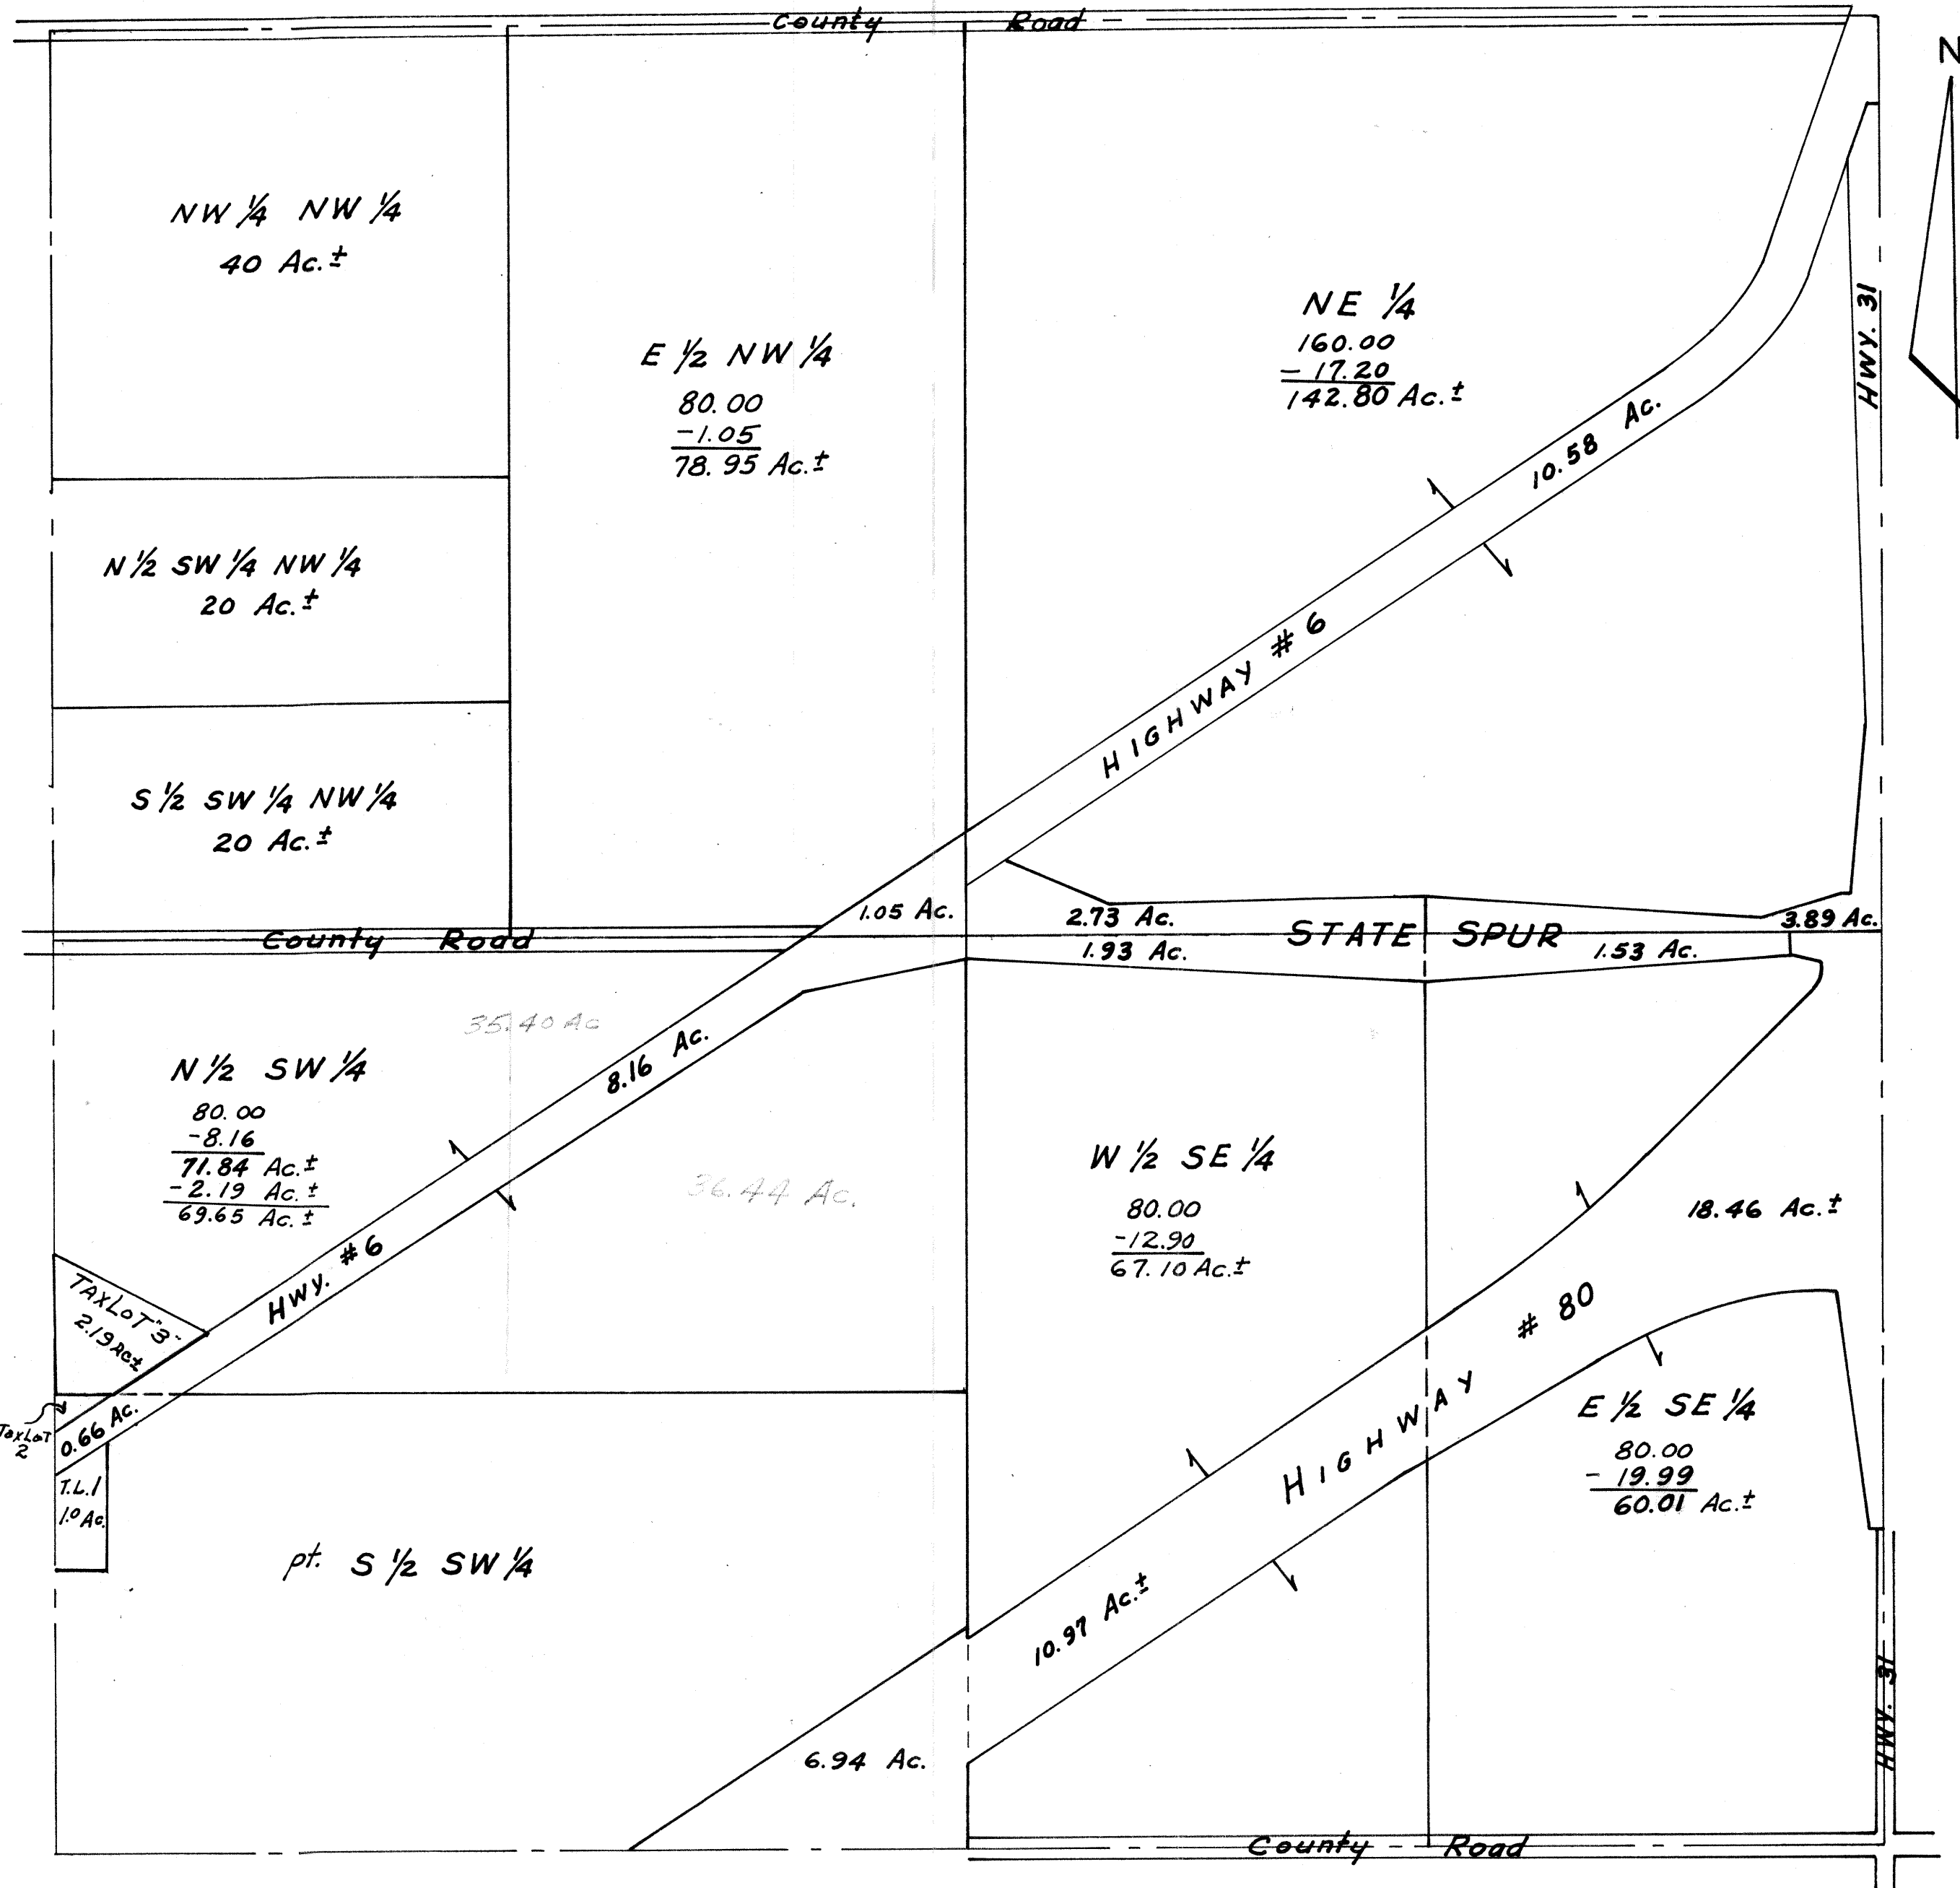 County Road
N
NW 1/4 NW 1/4
40 Ac.±
E 1/2 NW 1/4
80.00
-1.05
78.95 Ac.±
NE 1/4
160.00
- 17.20
142.80 Ac.±
HWY. 31
10.58 Ac.
HIGHWAY # 6
N 1/2 SW 1/4 NW 1/4
20 Ac.±
S 1/2 SW 1/4 NW 1/4
20 Ac.±
1.05 Ac.
2.73 Ac.
3.89 Ac.
County Road
STATE SPUR
1.93 Ac.
1.53 Ac.
35.40 Ac
8.16 Ac.
N 1/2 SW 1/4
80.00
-8.16
71.84 Ac.±
-2.19 Ac.±
69.65 Ac.±
36.44 Ac.
Hwy. #6
W 1/2 SE 1/4
80.00
-12.90
67.10 Ac.±
18.46 Ac.±
HIGHWAY # 80
TAX LOT "3"
2.19 Ac±
Tax Lot
2
0.66 Ac.
T.L.1
1.0 Ac.
E 1/2 SE 1/4
80.00
- 19.99
60.01 Ac.±
pt. S 1/2 SW 1/4
10.97 Ac.±
6.94 Ac.
HWY. 31
County Road